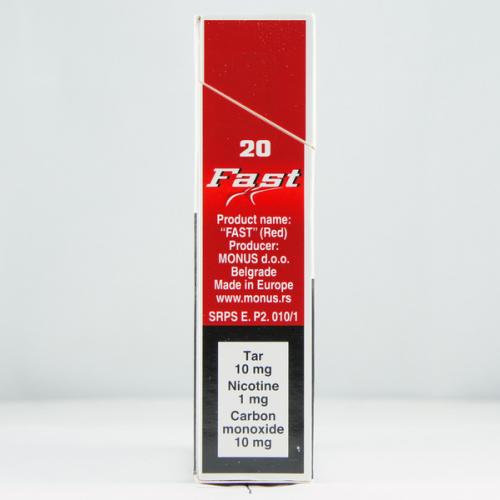 20
Fast
Product name:
"FAST" (Red)
Producer:
MONUS d.o.o.
Belgrade
Made in Europe
www.monus.rs
SRPS E. P2. 010/1
Tar
10 mg
Nicotine
1 mg
Carbon
monoxide
10 mg